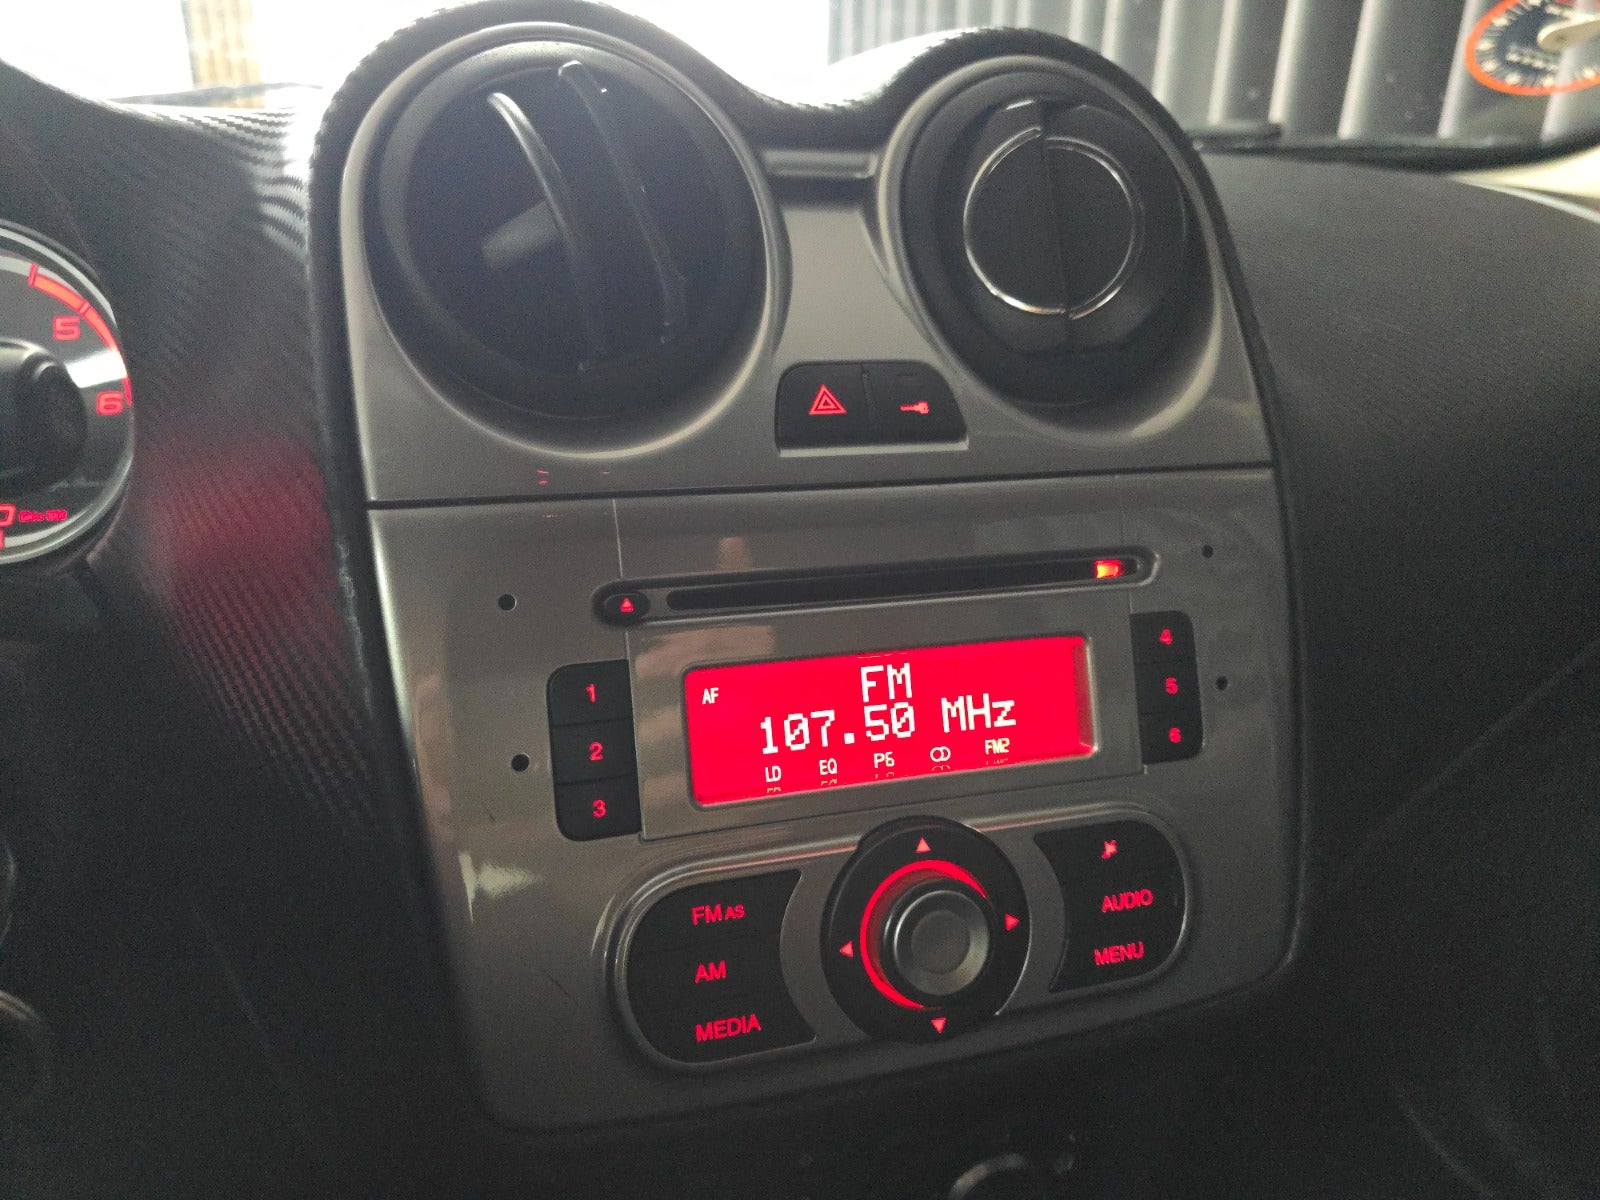 5
6
AF
FM
107.50 MHz
LD EQ P6 FM2
1
2
3
4
5
6
FM AS
AM
MEDIA
AUDIO
MENU